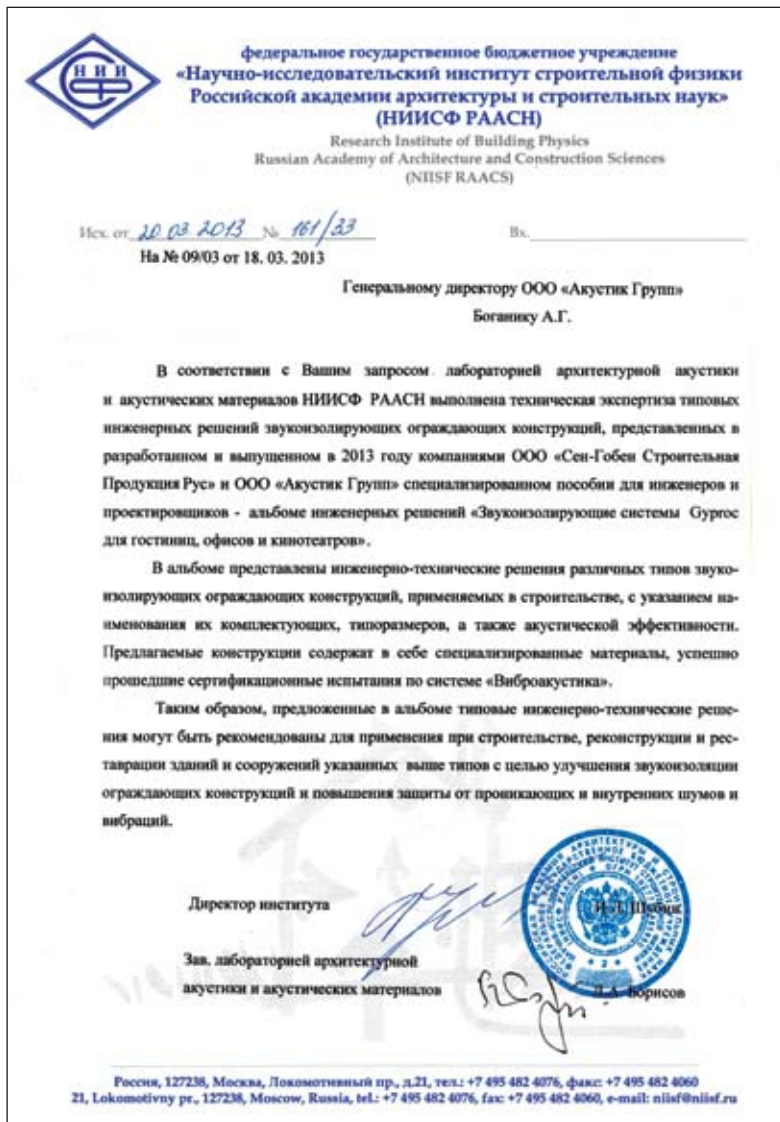 НИИ
СФ
федеральное государственное бюджетное учреждение
«Научно-исследовательский институт строительной физики
Российской академии архитектуры и строительных наук»
(НИИСФ РААСН)
Research Institute of Building Physics
Russian Academy of Architecture and Construction Sciences
(NIISF RAACS)
Исх. от 20 03. 2013 № 161/33 Вх.
На № 09/03 от 18. 03. 2013
Генеральному директору ООО «Акустик Групп»
Боганику А.Г.
В соответствии с Вашим запросом лабораторией архитектурной акустики
и акустических материалов НИИСФ РААСН выполнена техническая экспертиза типовых
инженерных решений звукоизолирующих ограждающих конструкций, представленных в
разработанном и выпущенном в 2013 году компаниями ООО «Сен-Гобен Строительная
Продукция Рус» и ООО «Акустик Групп» специализированном пособии для инженеров и
проектировщиков - альбоме инженерных решений «Звукоизолирующие системы Gyproc
для гостиниц, офисов и кинотеатров».
В альбоме представлены инженерно-технические решения различных типов звуко-
изолирующих ограждающих конструкций, применяемых в строительстве, с указанием на-
именования их комплектующих, типоразмеров, а также акустической эффективности.
Предлагаемые конструкции содержат в себе специализированные материалы, успешно
прошедшие сертификационные испытания по системе «Виброакустика».
Таким образом, предложенные в альбоме типовые инженерно-технические реше-
ния могут быть рекомендованы для применения при строительстве, реконструкции и рес-
таврации зданий и сооружений указанных выше типов с целью улучшения звукоизоляции
ограждающих конструкций и повышения защиты от проникающих и внутренних шумов и
вибраций.
Директор института И.Л. Шубин
Зав. лабораторией архитектурной
акустики и акустических материалов Л.А. Борисов
Россия, 127238, Москва, Локомотивный пр., д.21, тел.: +7 495 482 4076, факс: +7 495 482 4060
21, Lokomotivny pr., 127238, Moscow, Russia, tel.: +7 495 482 4076, fax: +7 495 482 4060, e-mail: niisf@niisf.ru